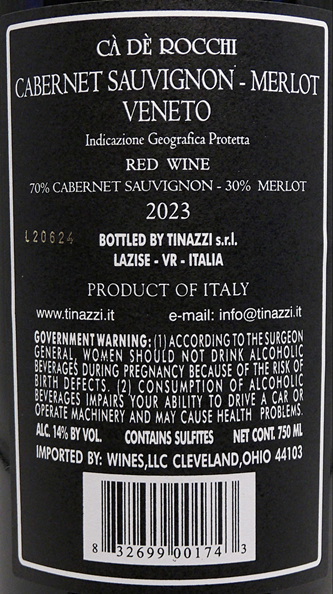 CÀ DÈ ROCCHI
CABERNET SAUVIGNON - MERLOT
VENETO
Indicazione Geografica Protetta
RED WINE
70% CABERNET SAUVIGNON - 30% MERLOT
2023
L20624
BOTTLED BY TINAZZI s.r.l.
LAZISE - VR - ITALIA
PRODUCT OF ITALY
www.tinazzi.it e-mail: info@tinazzi.it
GOVERNMENT WARNING: (1) ACCORDING TO THE SURGEON
GENERAL, WOMEN SHOULD NOT DRINK ALCOHOLIC
BEVERAGES DURING PREGNANCY BECAUSE OF THE RISK OF
BIRTH DEFECTS. (2) CONSUMPTION OF ALCOHOLIC
BEVERAGES IMPAIRS YOUR ABILITY TO DRIVE A CAR OR
OPERATE MACHINERY AND MAY CAUSE HEALTH PROBLEMS.
ALC. 14% BY VOL. CONTAINS SULFITES NET CONT. 750 ML
IMPORTED BY: WINES,LLC CLEVELAND,OHIO 44103
8 32699 00174 3